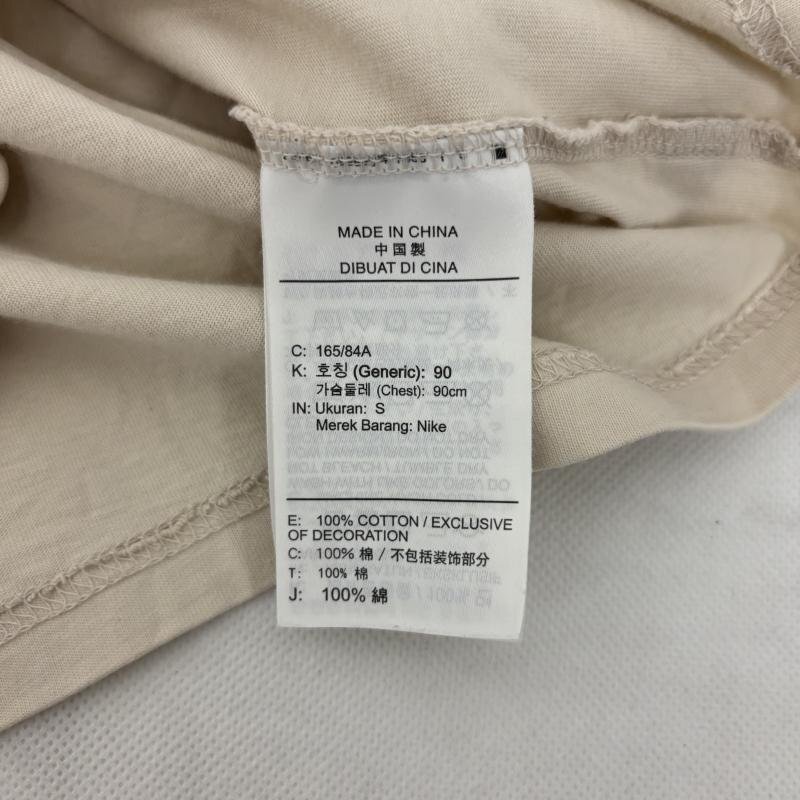 MADE IN CHINA
中国製
DIBUAT DI CINA
C: 165/84A
K: 호칭 (Generic): 90
가슴둘레 (Chest): 90cm
IN: Ukuran: S
Merek Barang: Nike
E: 100% COTTON / EXCLUSIVE
OF DECORATION
C: 100% 棉 / 不包括装饰部分
T: 100% 棉
J: 100% 綿